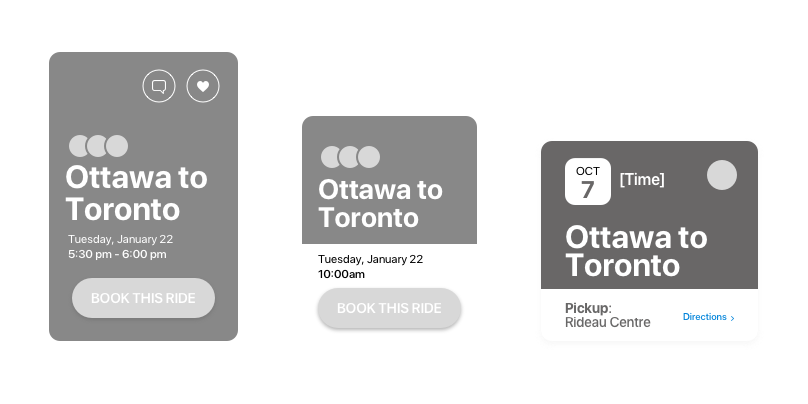 Ottawa to
Toronto
Tuesday, January 22
5:30 pm - 6:00 pm
BOOK THIS RIDE
Ottawa to
Toronto
Tuesday, January 22
10:00am
BOOK THIS RIDE
OCT
7
[Time]
Ottawa to
Toronto
Pickup:
Rideau Centre
Directions